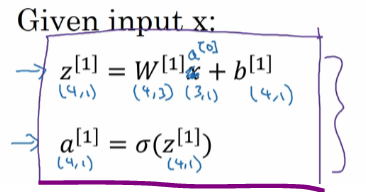 Given input x:
a^[0]
z^[1] = W^[1]x + b^[1]
(4,1) (4,3) (3,1) (4,1)
a^[1] = σ(z^[1])
(4,1) (4,1)